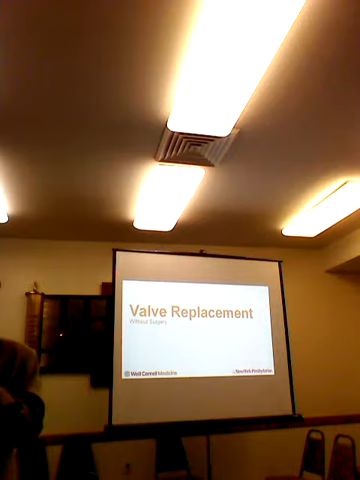 Valve Replacement
Without Surgery
Weill Cornell Medicine
NewYork-Presbyterian